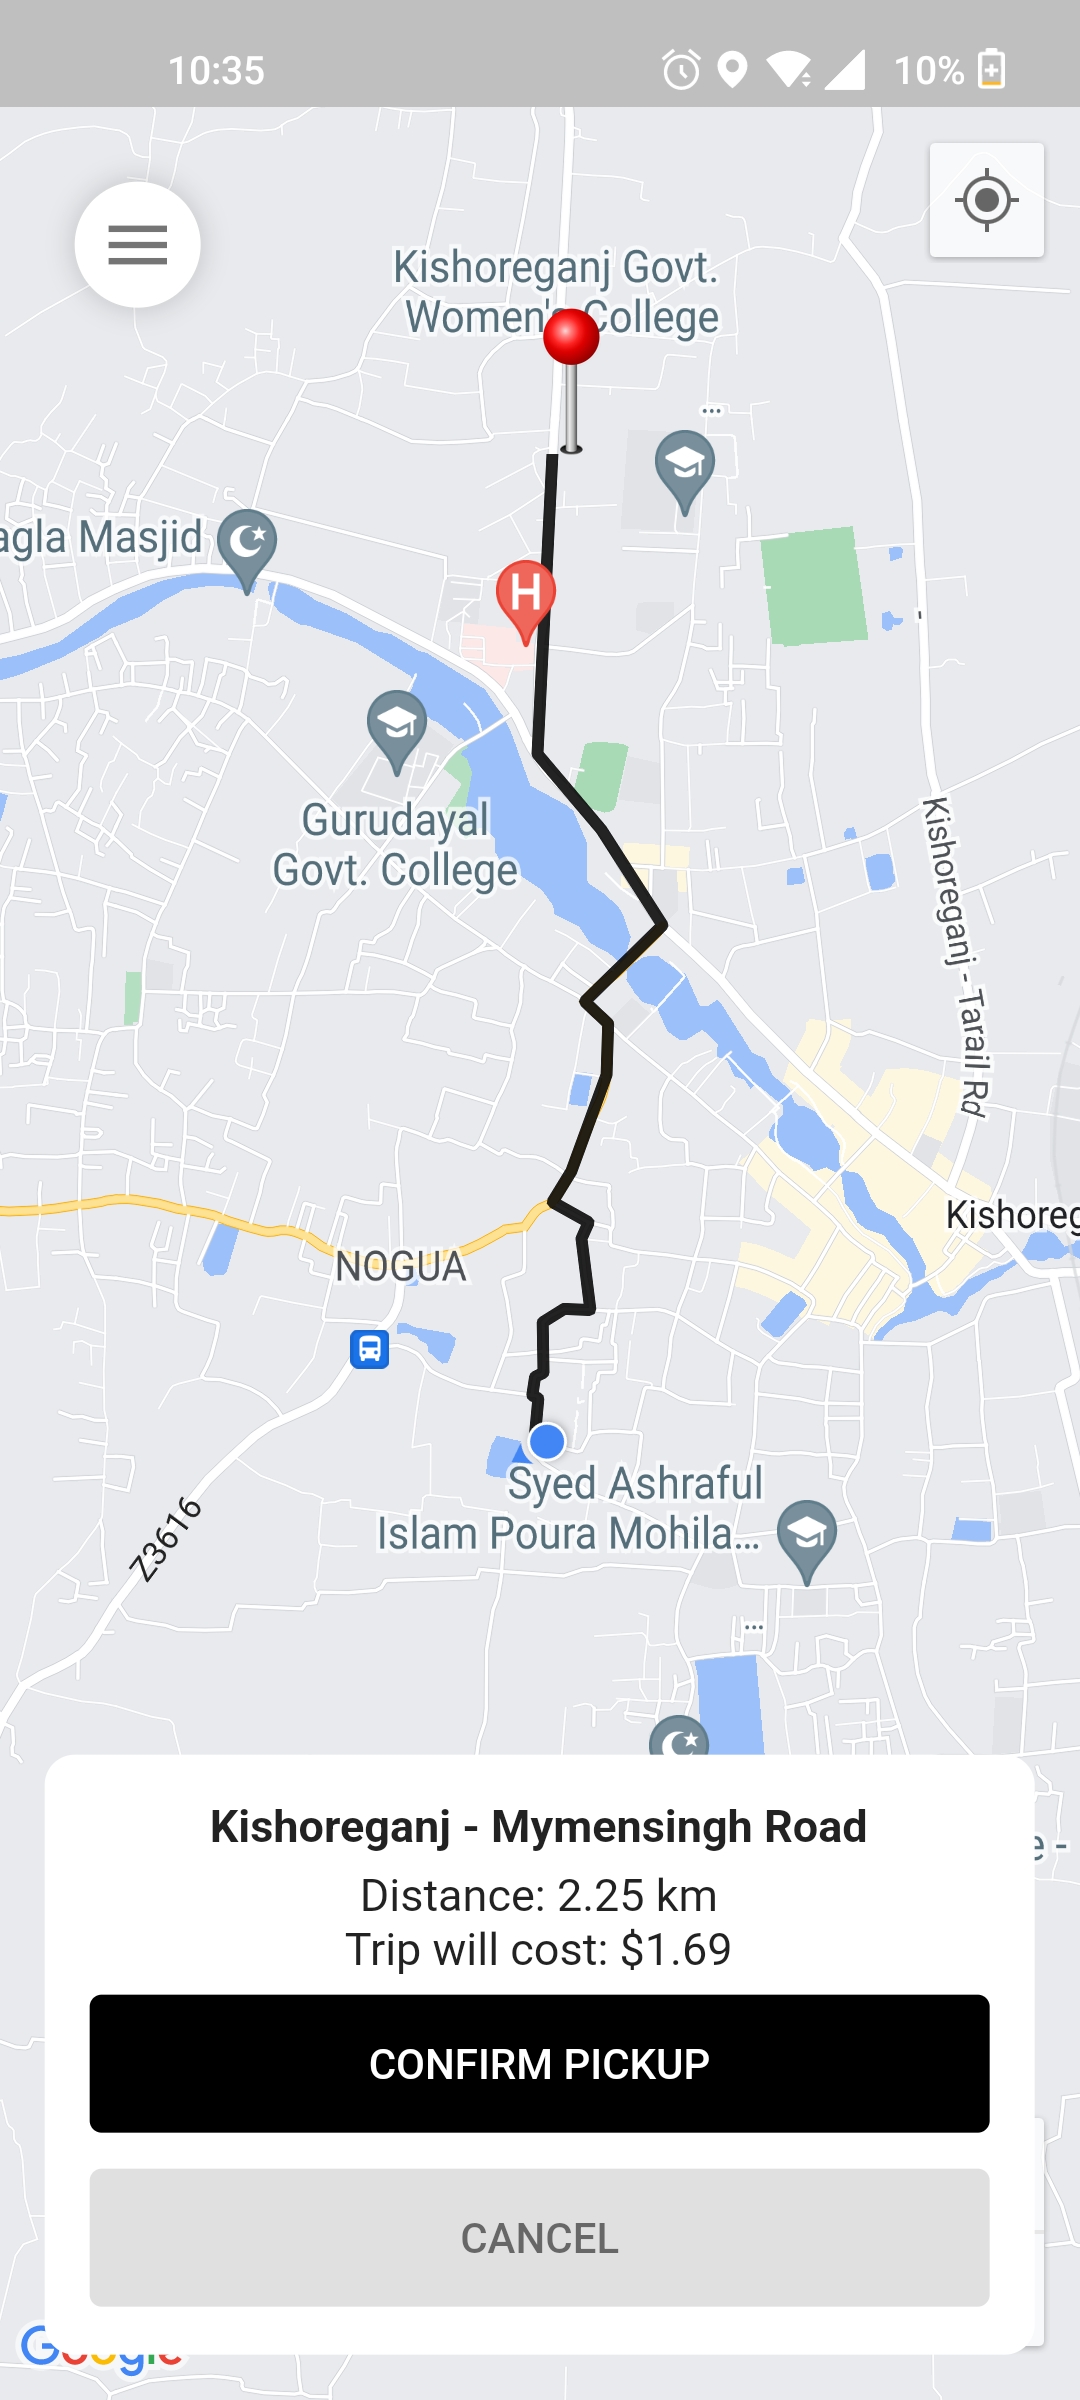 10:35
10%
Kishoreganj Govt.
Women's College
...
agla Masjid
H
Gurudayal
Govt. College
Kishoreganj - Tarail Rd
Kishoreg
NOGUA
Syed Ashraful
Islam Poura Mohila...
Z3616
...
e -
Kishoreganj - Mymensingh Road
Distance: 2.25 km
Trip will cost: $1.69
CONFIRM PICKUP
CANCEL
Google